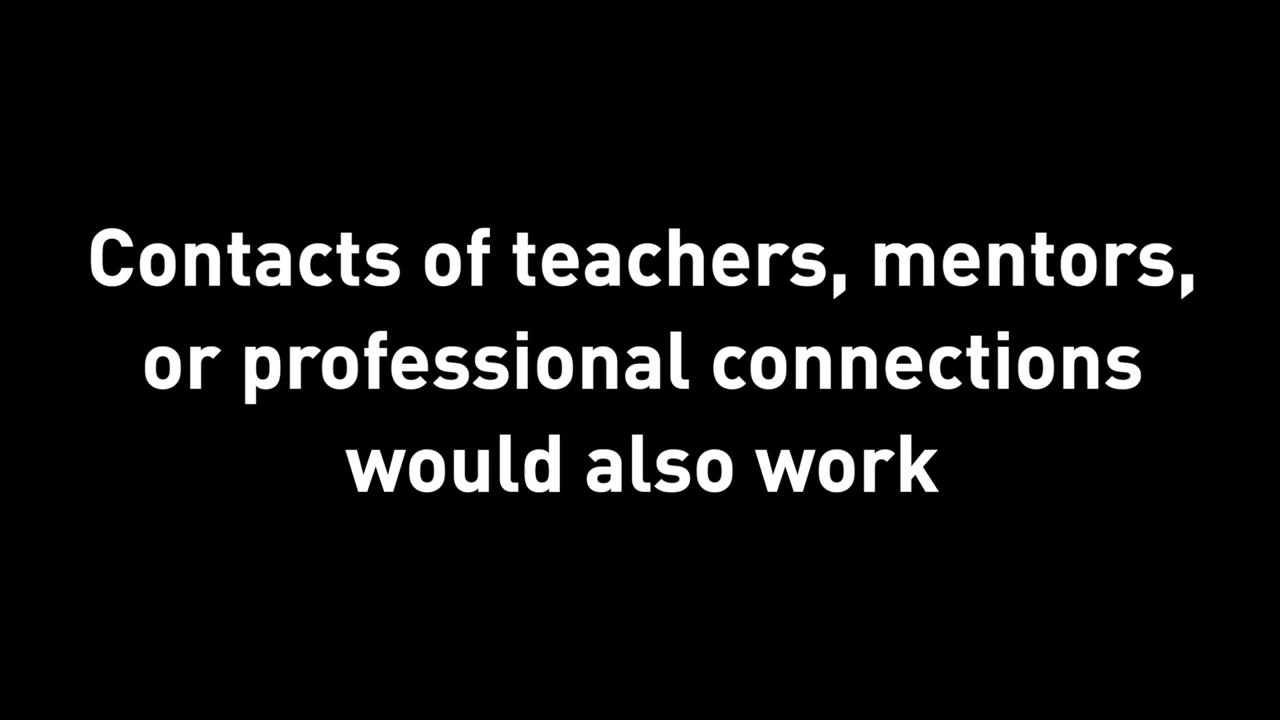 Contacts of teachers, mentors,
or professional connections
would also work